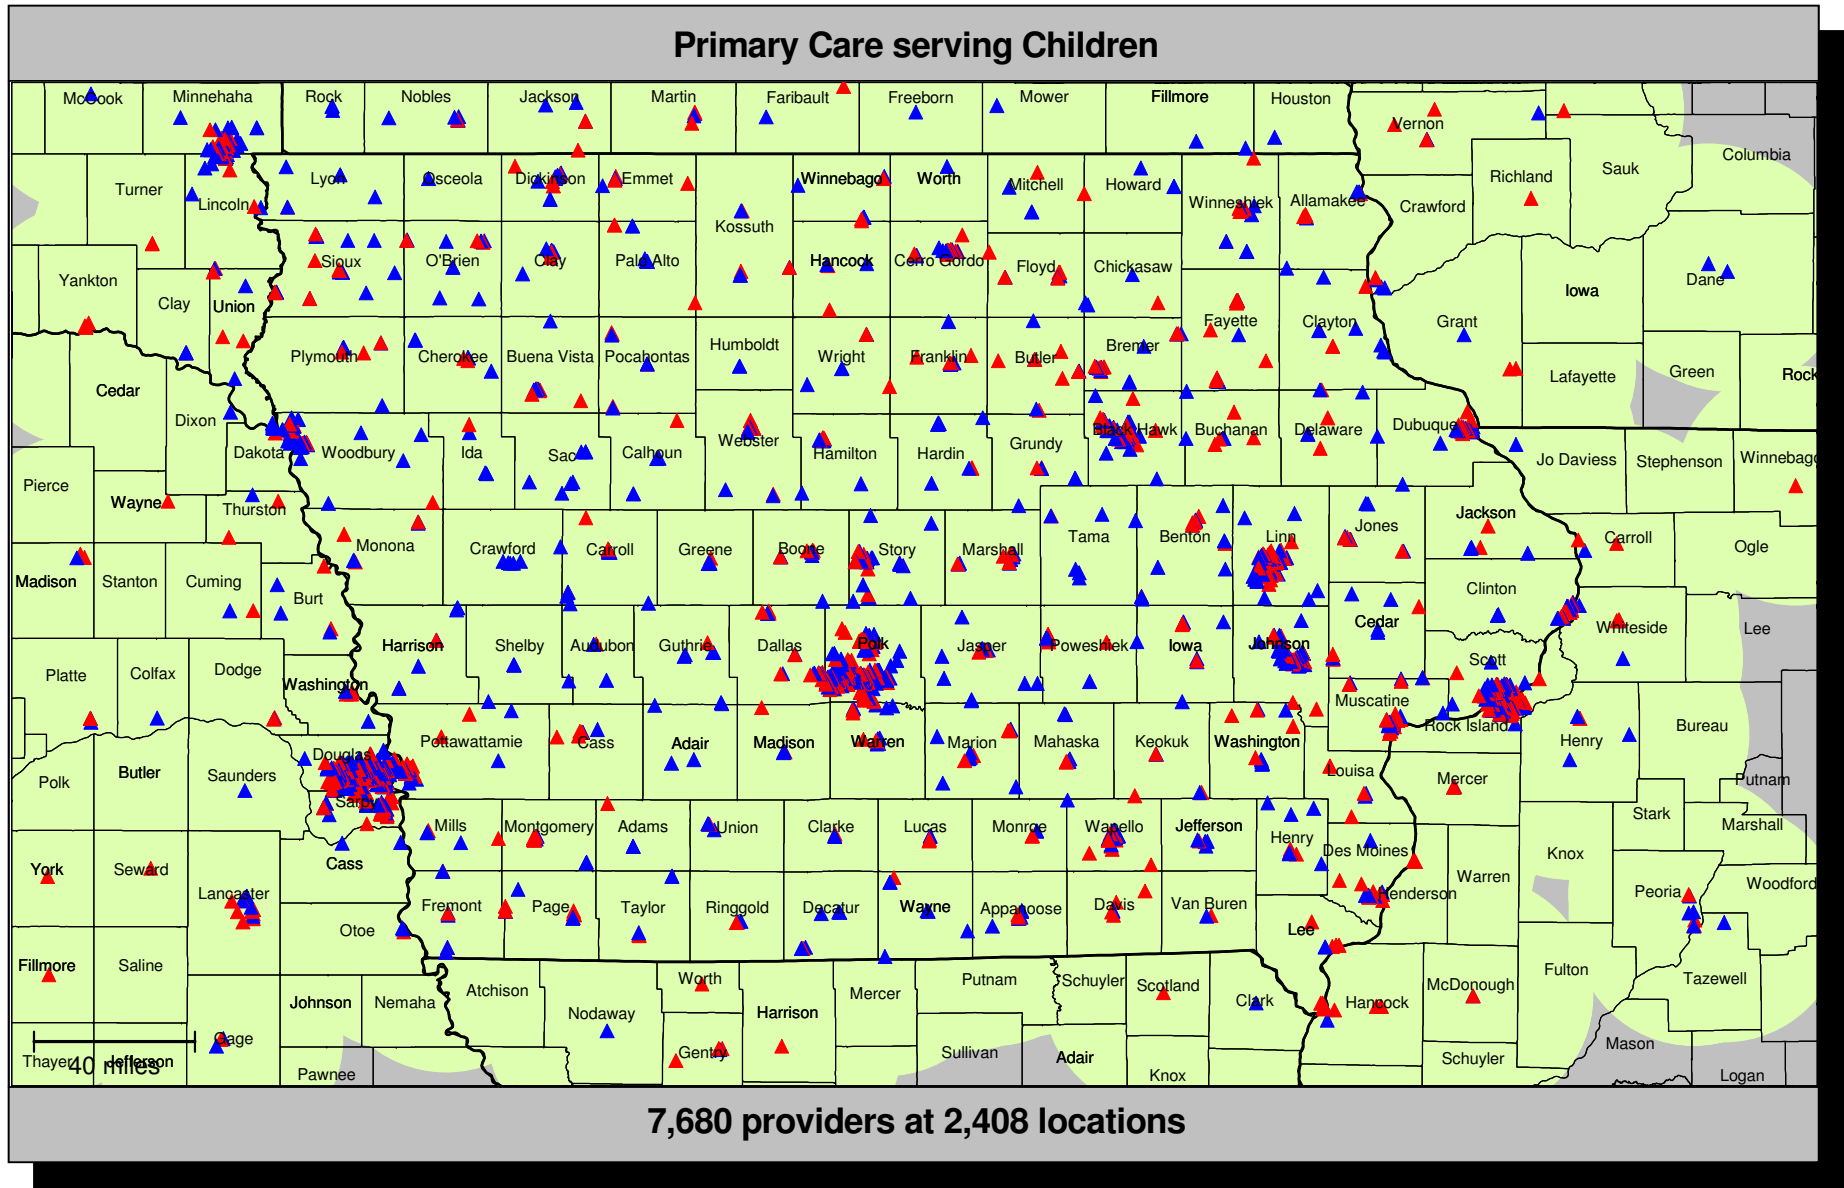 Primary Care serving Children
McCook Minnehaha Rock Nobles Jackson Martin Faribault Freeborn Mower Fillmore Houston
Vernon Columbia
Turner Lincoln Lyon Osceola Dickinson Emmet Winnebago Worth Mitchell Howard Winneshiek Allamakee Crawford Richland Sauk
Kossuth
Yankton Clay Union Sioux O'Brien Clay Palo Alto Hancock Cerro Gordo Floyd Chickasaw Iowa Dane
Fayette Clayton Grant
Cedar Plymouth Cherokee Buena Vista Pocahontas Humboldt Wright Franklin Butler Bremer Lafayette Green Rock
Dixon Dakota Woodbury Ida Sac Calhoun Webster Hamilton Hardin Grundy Black Hawk Buchanan Delaware Dubuque Jo Daviess Stephenson Winnebago
Pierce Wayne Thurston
Monona Crawford Carroll Greene Boone Story Marshall Tama Benton Linn Jones Jackson Carroll Ogle
Madison Stanton Cuming Burt Clinton
Harrison Shelby Audubon Guthrie Dallas Polk Jasper Poweshiek Iowa Johnson Cedar Whiteside Lee
Platte Colfax Dodge Washington Scott
Muscatine Rock Island Henry Bureau
Douglas Pottawattamie Cass Adair Madison Warren Marion Mahaska Keokuk Washington
Polk Butler Saunders Louisa Mercer Putnam
Sarpy
Mills Montgomery Adams Union Clarke Lucas Monroe Wapello Jefferson Henry Des Moines Stark Marshall
York Seward Cass Knox
Lancaster Fremont Page Taylor Ringgold Decatur Wayne Appanoose Davis Van Buren Henderson Warren Peoria Woodford
Otoe Lee
Fillmore Saline Fulton Tazewell
Johnson Nemaha Atchison Nodaway Worth Harrison Mercer Putnam Schuyler Scotland Clark Hancock McDonough
Thayer Jefferson Gage Pawnee Gentry Sullivan Adair Knox Schuyler Mason Logan
40 miles
7,680 providers at 2,408 locations